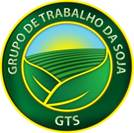 GRUPO DE TRABALHO DA SOJA
GTS